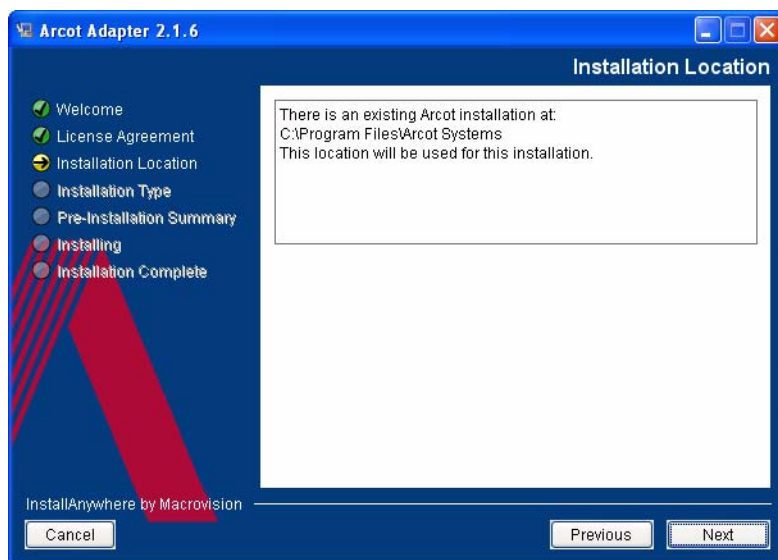 Arcot Adapter 2.1.6
Installation Location
Welcome
License Agreement
Installation Location
Installation Type
Pre-Installation Summary
Installing
Installation Complete
There is an existing Arcot installation at:
C:\Program Files\Arcot Systems
This location will be used for this installation.
InstallAnywhere by Macrovision
Cancel
Previous
Next